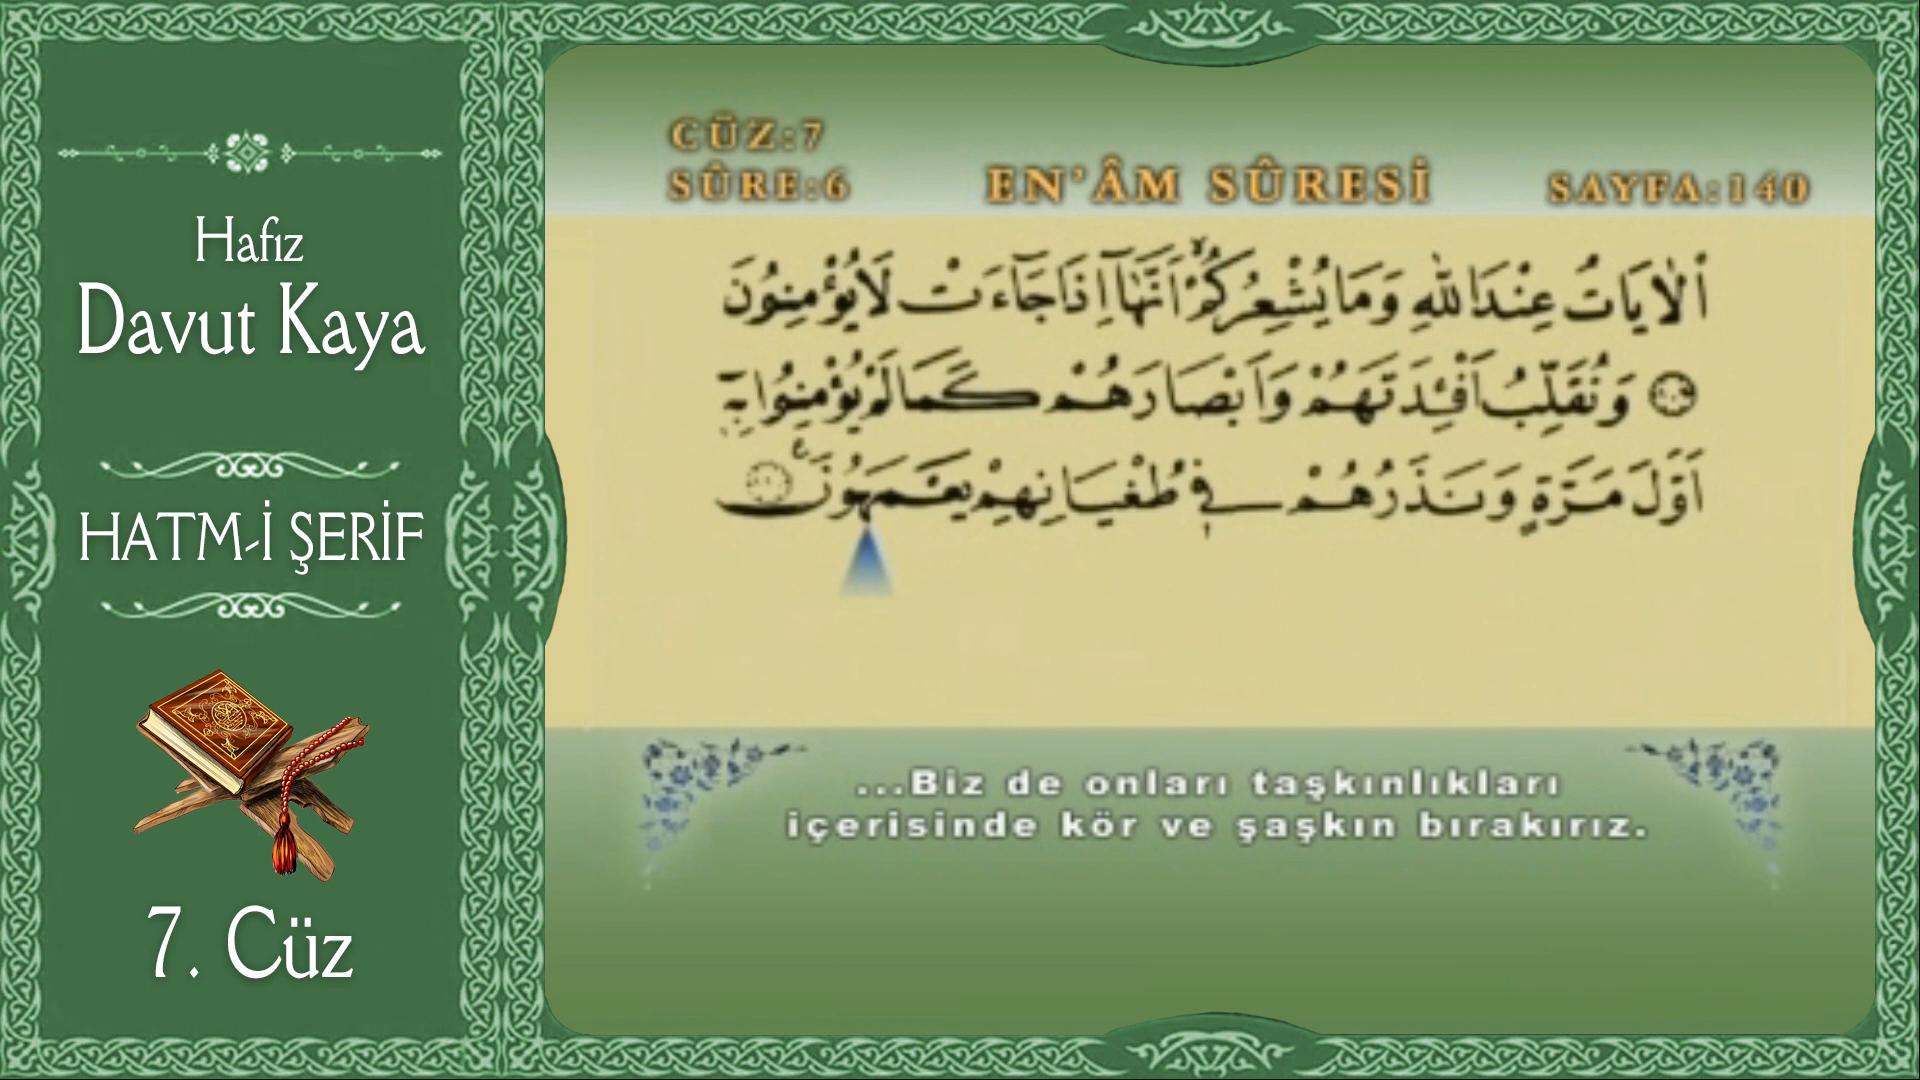 Hafız
Davut Kaya
HATM-İ ŞERİF
7. Cüz
CÜZ:7
SÛRE:6
EN'ÂM SÛRESİ
SAYFA:140
اَلْاٰيَاتُ عِنْدَ اللّٰهِ وَمَا يُشْعِرُكُمْۙ اَنَّهَٓا اِذَا جَٓاءَتْ لَا يُؤْمِنُونَ
وَنُقَلِّبُ اَفْـِٔدَتَهُمْ وَاَبْصَارَهُمْ كَمَا لَمْ يُؤْمِنُوا بِه۪ٓ
اَوَّلَ مَرَّةٍ وَنَذَرُهُمْ ف۪ي طُغْيَانِهِمْ يَعْمَهُونَ۟
...Biz de onları taşkınlıkları
içerisinde kör ve şaşkın bırakırız.